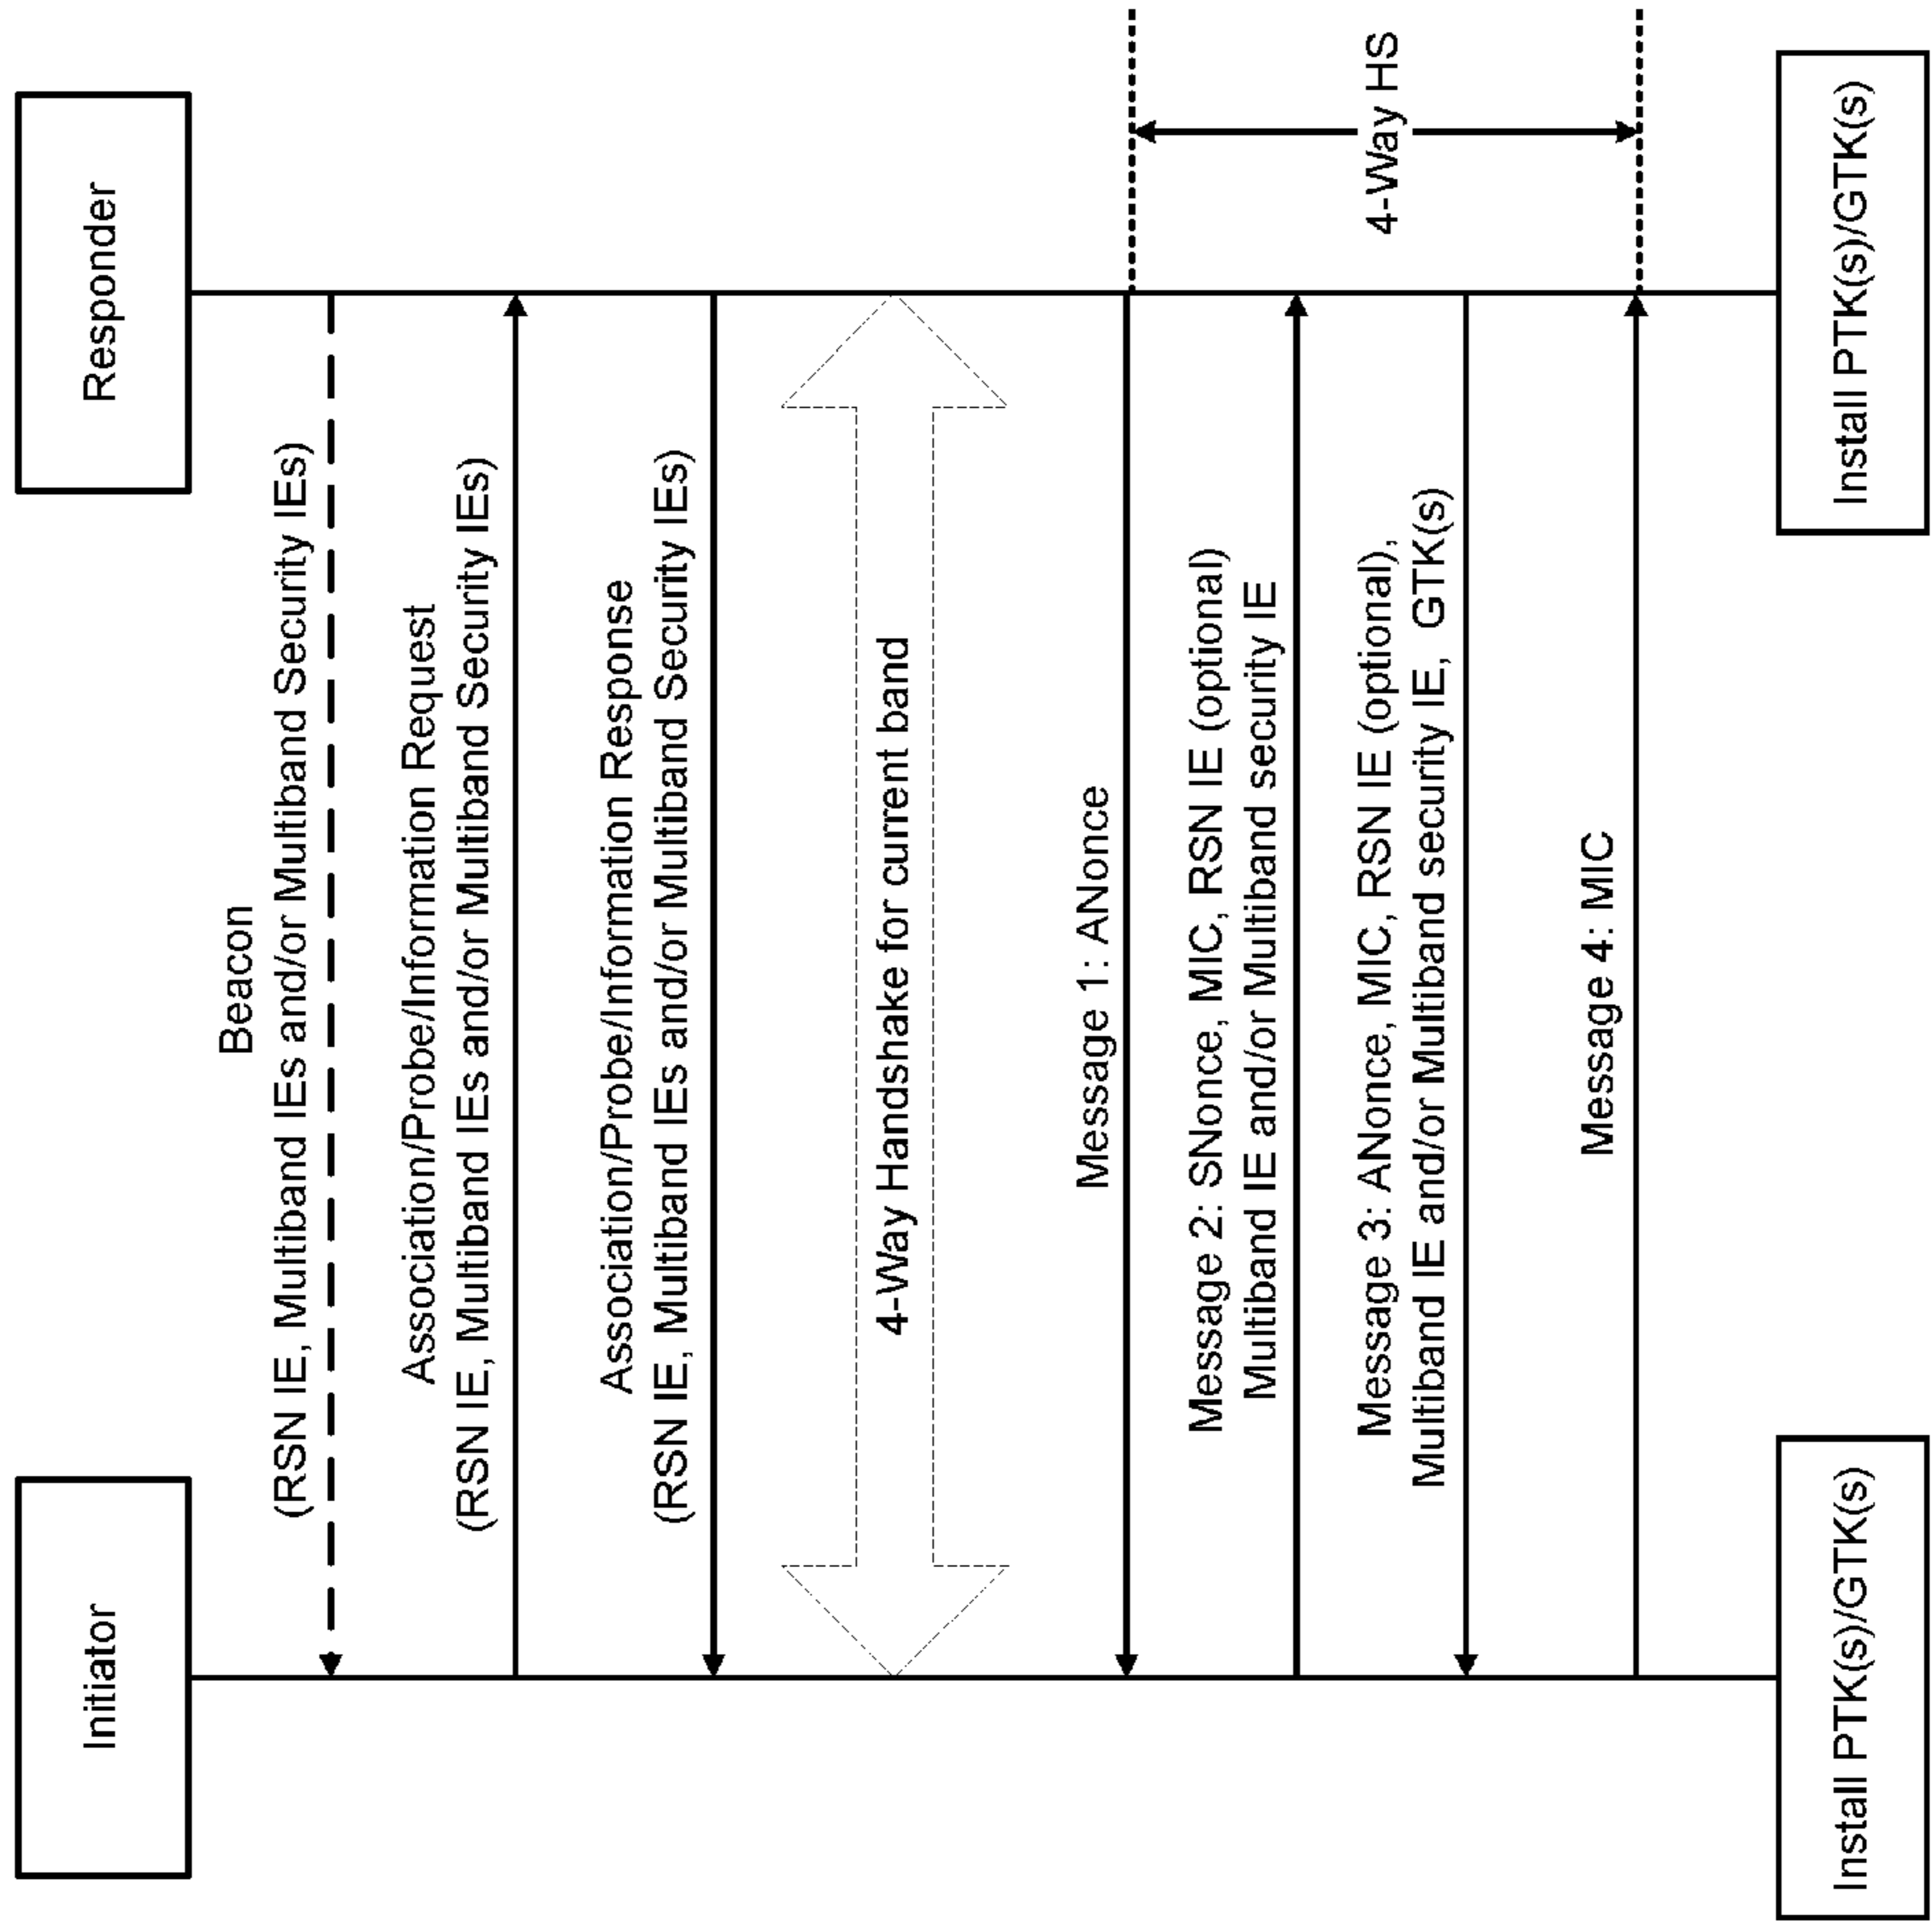 Initiator
Responder
Beacon
(RSN IE, Multiband IEs and/or Multiband Security IEs)
Association/Probe/Information Request
(RSN IE, Multiband IEs and/or Multiband Security IEs)
Association/Probe/Information Response
(RSN IE, Multiband IEs and/or Multiband Security IEs)
4-Way Handshake for current band
Message 1: ANonce
Message 2: SNonce, MIC, RSN IE (optional)
Multiband IE and/or Multiband security IE
Message 3: ANonce, MIC, RSN IE (optional),
Multiband IE and/or Multiband security IE, GTK(s)
Message 4: MIC
4-Way HS
Install PTK(s)/GTK(s)
Install PTK(s)/GTK(s)